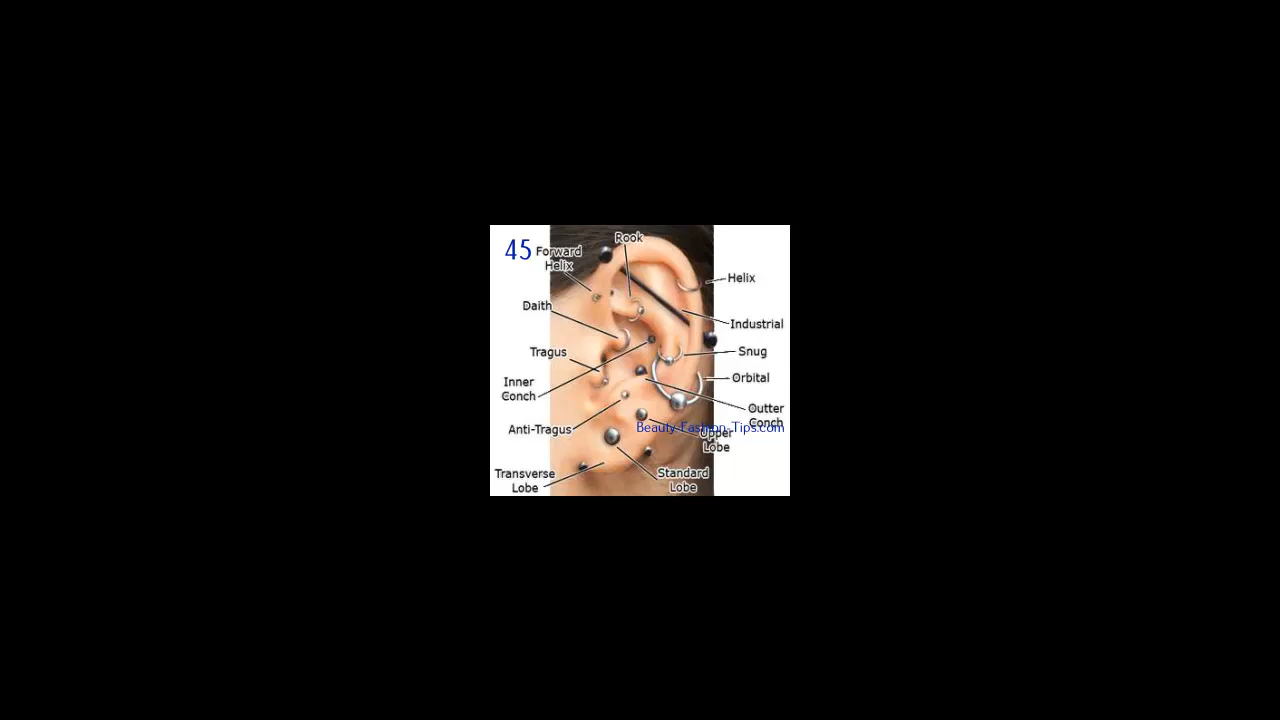 45
Rook
Forward
Helix
Helix
Daith
Industrial
Tragus
Snug
Inner
Conch
Orbital
Outter
Conch
Anti-Tragus
Beauty-Fashion-Tips.com
Upper
Lobe
Transverse
Lobe
Standard
Lobe